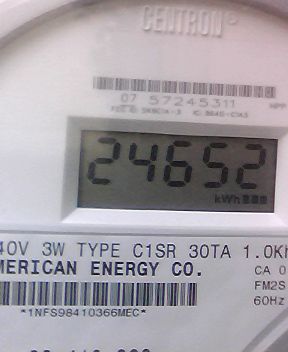 CENTRON
07 57245311
24652
kWh
40V 3W TYPE C1SR 30TA 1.0Kh
MERICAN ENERGY CO.
CA 0
FM2S
60Hz
*1NFS98410366MEC*